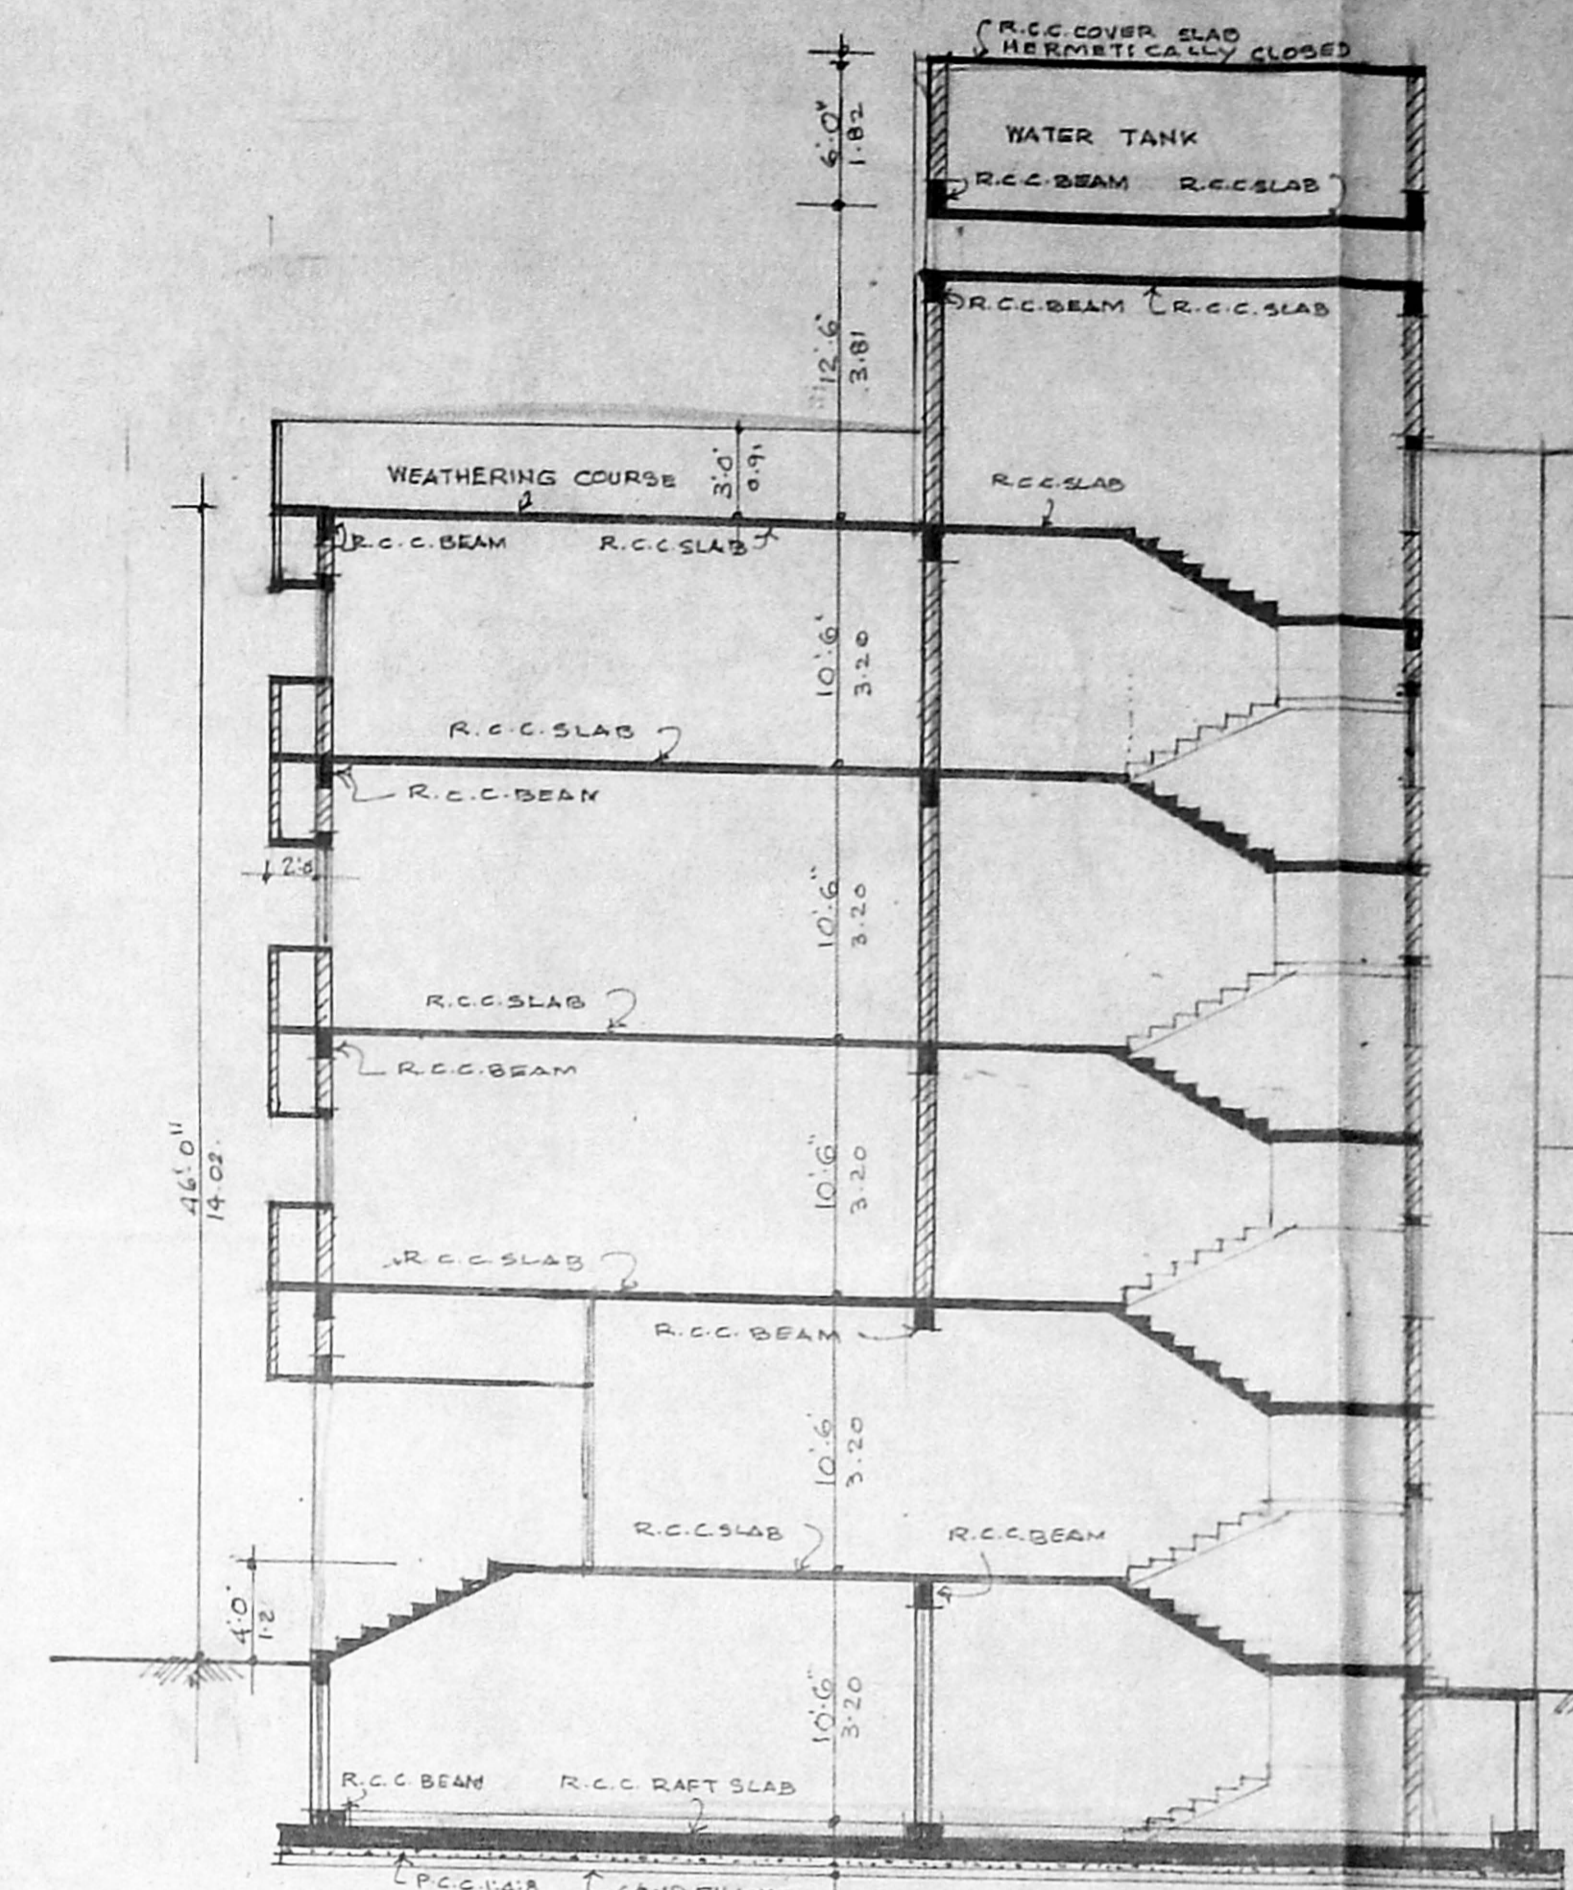 R.C.C. COVER SLAB
HERMETICALLY CLOSED
6'.0"
1.82
WATER TANK
R.C.C.BEAM R.C.C.SLAB
R.C.C.BEAM R.C.C.SLAB
12'.6"
3.81
WEATHERING COURSE
3'.0"
0.91
R.C.C.SLAB
R.C.C.BEAM R.C.C.SLAB
10'.6"
3.20
R.C.C.SLAB
R.C.C.BEAM
10'.6"
3.20
R.C.C.SLAB
R.C.C.BEAM
46'.0"
14.02
10'.6"
3.20
R.C.C.SLAB
R.C.C.BEAM
10'.6"
3.20
R.C.C.SLAB
R.C.C.BEAM
4'.0"
1.2
10'.6"
3.20
R.C.C.BEAM R.C.C. RAFT SLAB
P.C.C.